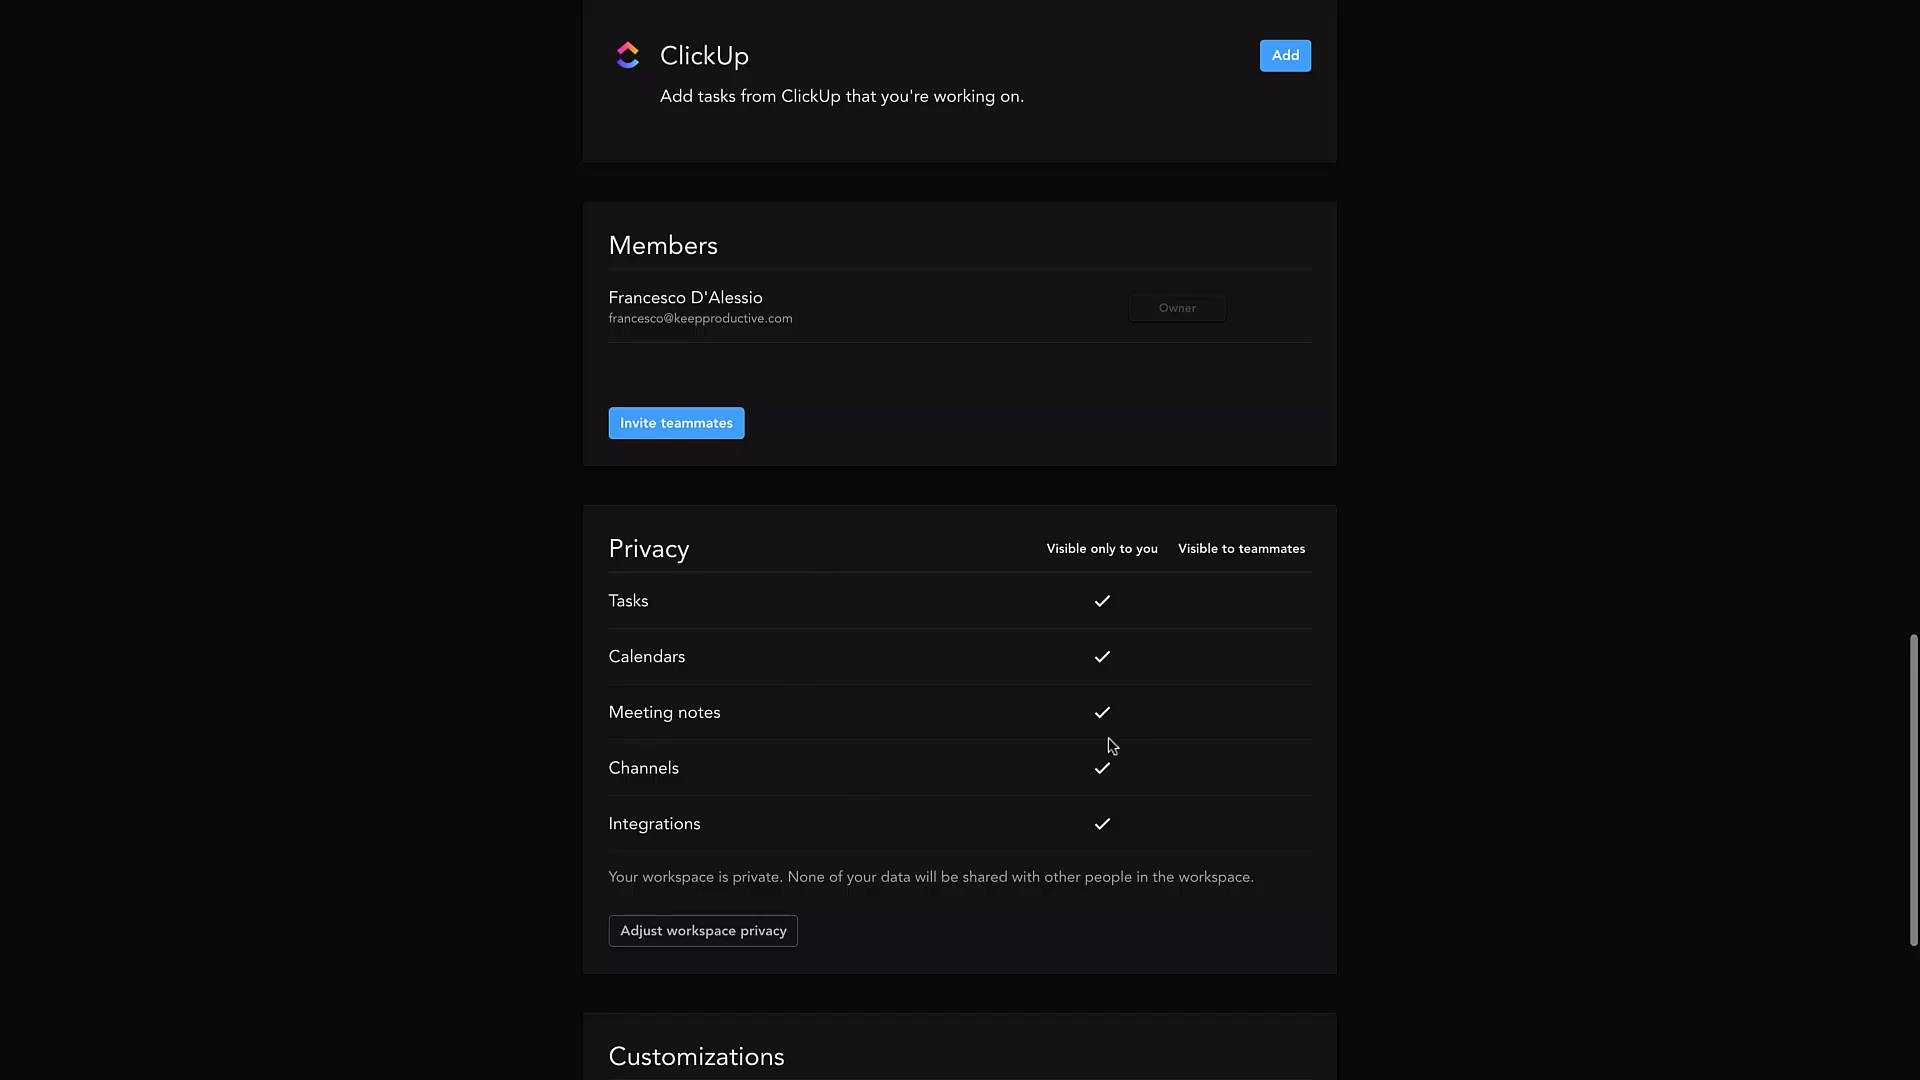 ClickUp
Add
Add tasks from ClickUp that you're working on.
Members
Francesco D'Alessio
francesco@keepproductive.com
Owner
Invite teammates
Privacy
Visible only to you
Visible to teammates
Tasks
Calendars
Meeting notes
Channels
Integrations
Your workspace is private. None of your data will be shared with other people in the workspace.
Adjust workspace privacy
Customizations